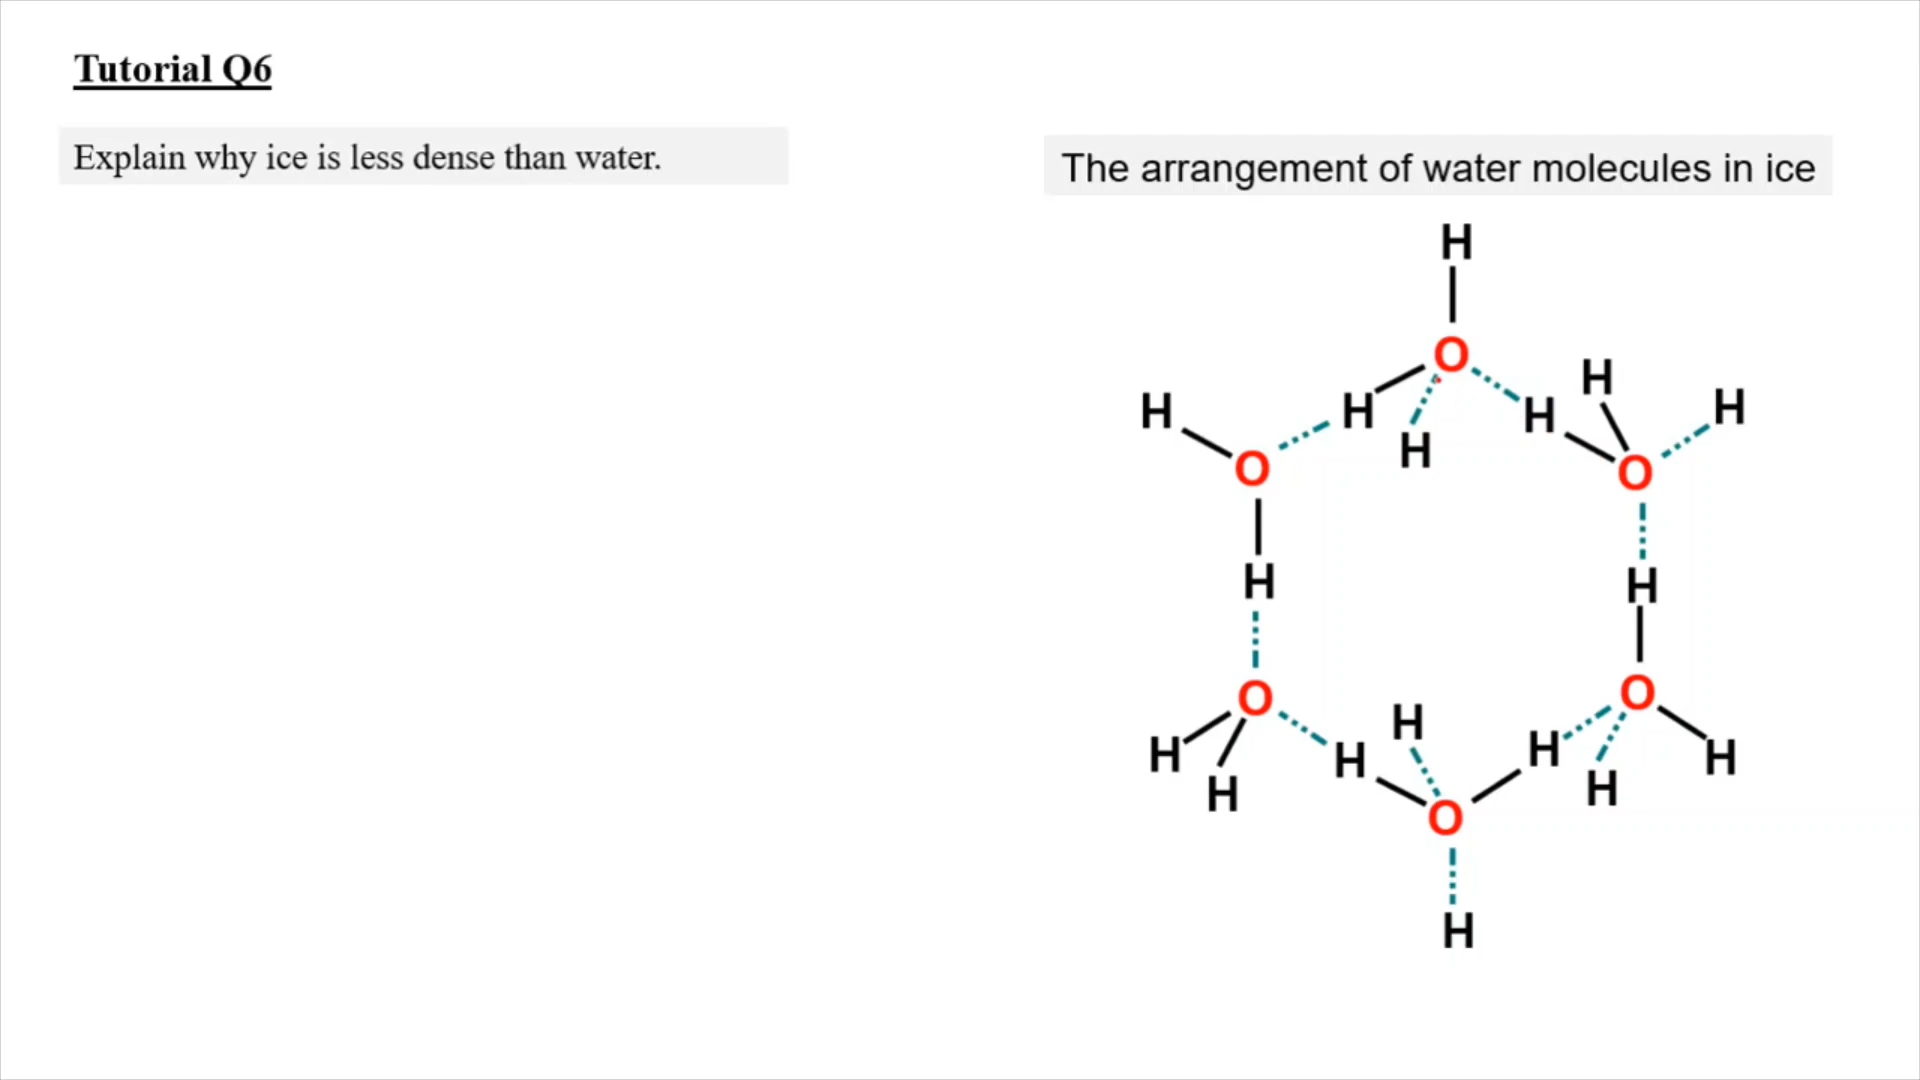 Tutorial Q6
Explain why ice is less dense than water.
The arrangement of water molecules in ice
H
O
H
H
H
O
H
H
O
H
H
O
H
H
H
O
H
H
O
H
H
H
O
H
H